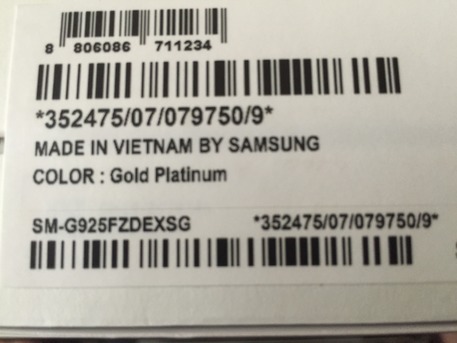 8 806086 711234
*352475/07/079750/9*
MADE IN VIETNAM BY SAMSUNG
COLOR : Gold Platinum
SM-G925FZDEXSG *352475/07/079750/9*